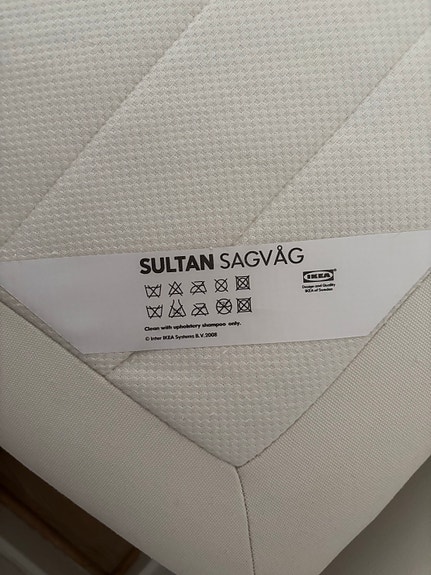 SULTAN SAGVÅG
IKEA
Design and Quality
IKEA of Sweden
Clean with upholstery shampoo only.
© Inter IKEA Systems B.V. 2008